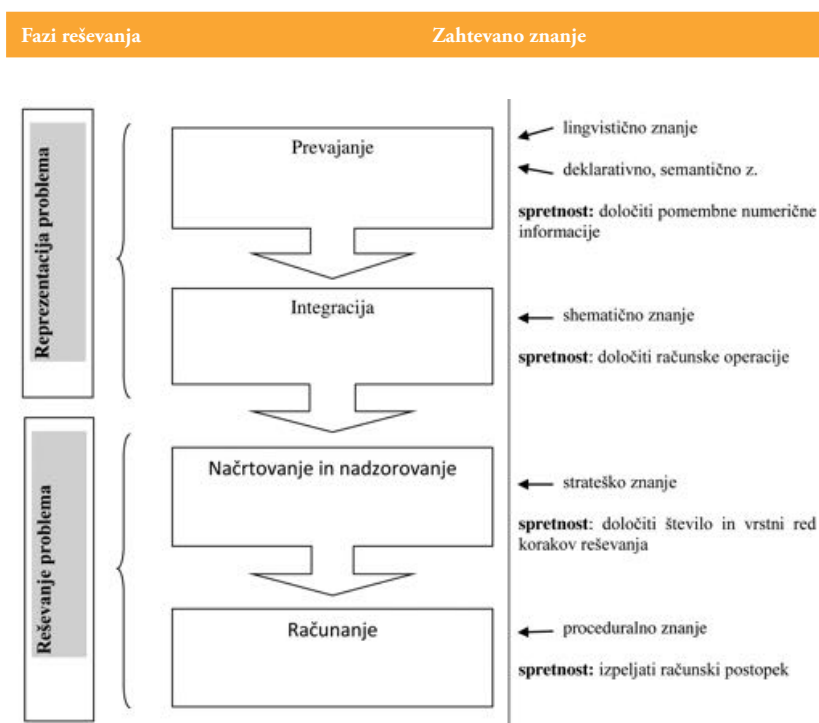 Fazi reševanja
Zahtevano znanje
Reprezentacija problema
Prevajanje
lingvistično znanje
deklarativno, semantično z.
spretnost: določiti pomembne numerične
informacije
Integracija
shematično znanje
spretnost: določiti računske operacije
Reševanje problema
Načrtovanje in nadzorovanje
strateško znanje
spretnost: določiti število in vrstni red
korakov reševanja
Računanje
proceduralno znanje
spretnost: izpeljati računski postopek